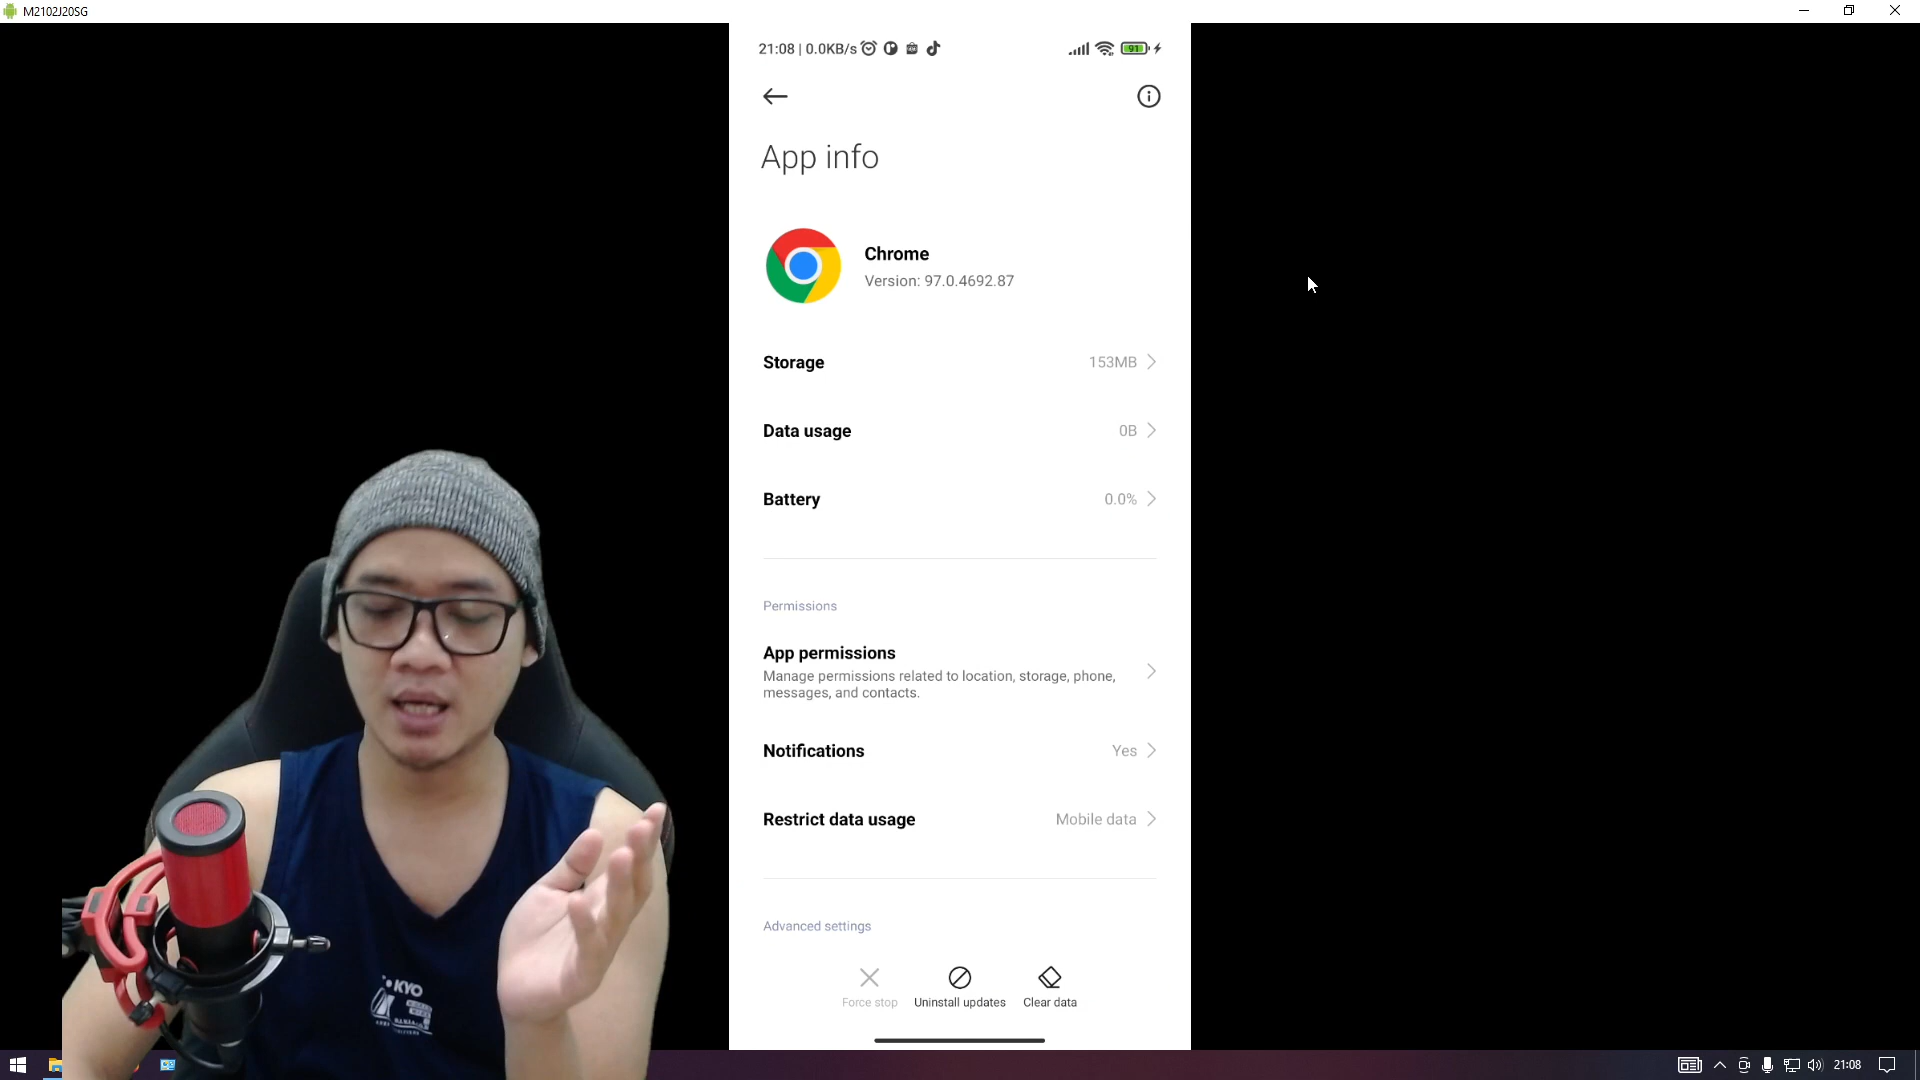 M2102J20SG
21:08 | 0.0KB/s
91
App info
Chrome
Version: 97.0.4692.87
Storage 153MB
Data usage 0B
Battery 0.0%
Permissions
App permissions
Manage permissions related to location, storage, phone,
messages, and contacts.
Notifications Yes
Restrict data usage Mobile data
Advanced settings
Force stop Uninstall updates Clear data
KYO
21:08